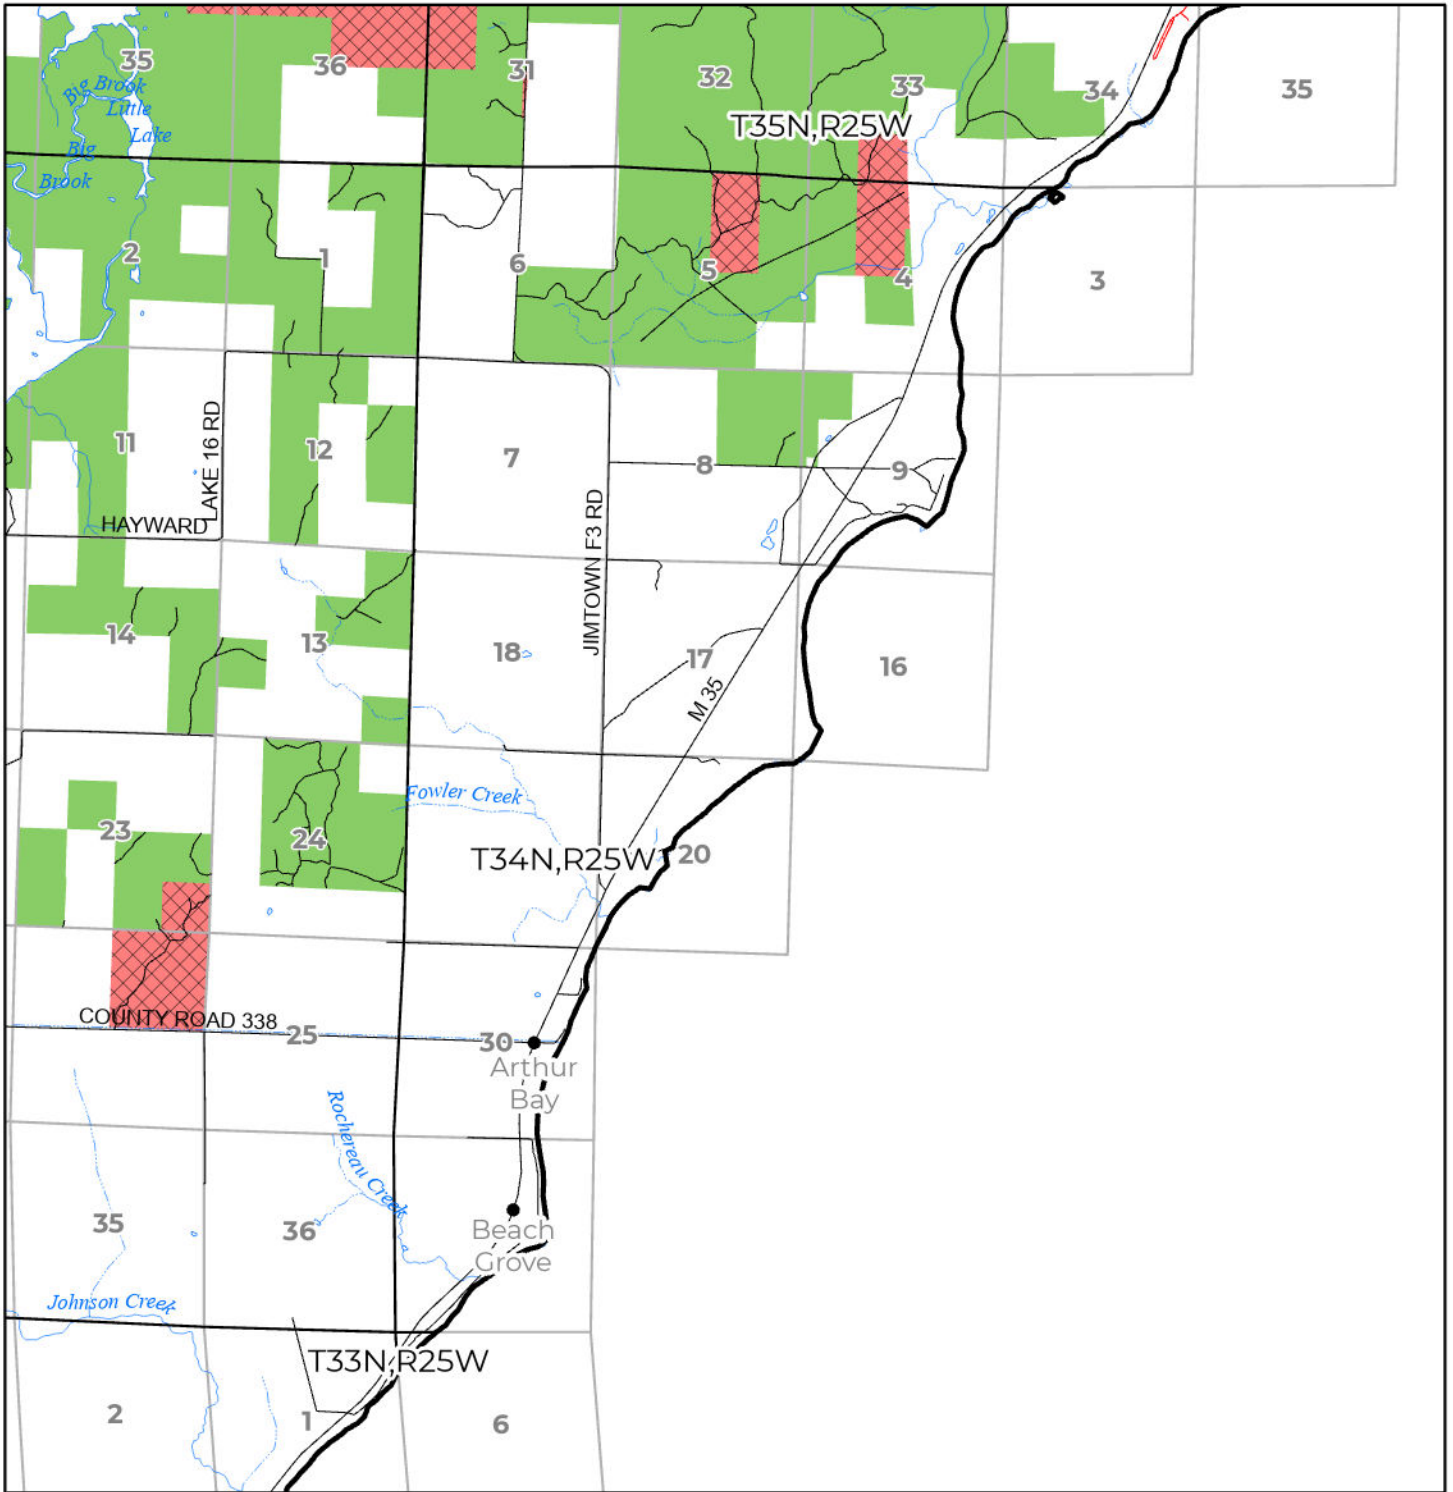 35
36
31
32
33
34
35
Big Brook
Little
Lake
T35N,R25W
Big
Brook
2
1
6
5
4
3
11
LAKE 16 RD
12
7
8
9
HAYWARD
JIMTOWN F3 RD
14
13
18
17
16
M 35
Fowler Creek
23
24
T34N,R25W
20
COUNTY ROAD 338
25
30
Arthur
Bay
Rochereau Creek
35
36
Beach
Grove
Johnson Creek
T33N,R25W
2
1
6